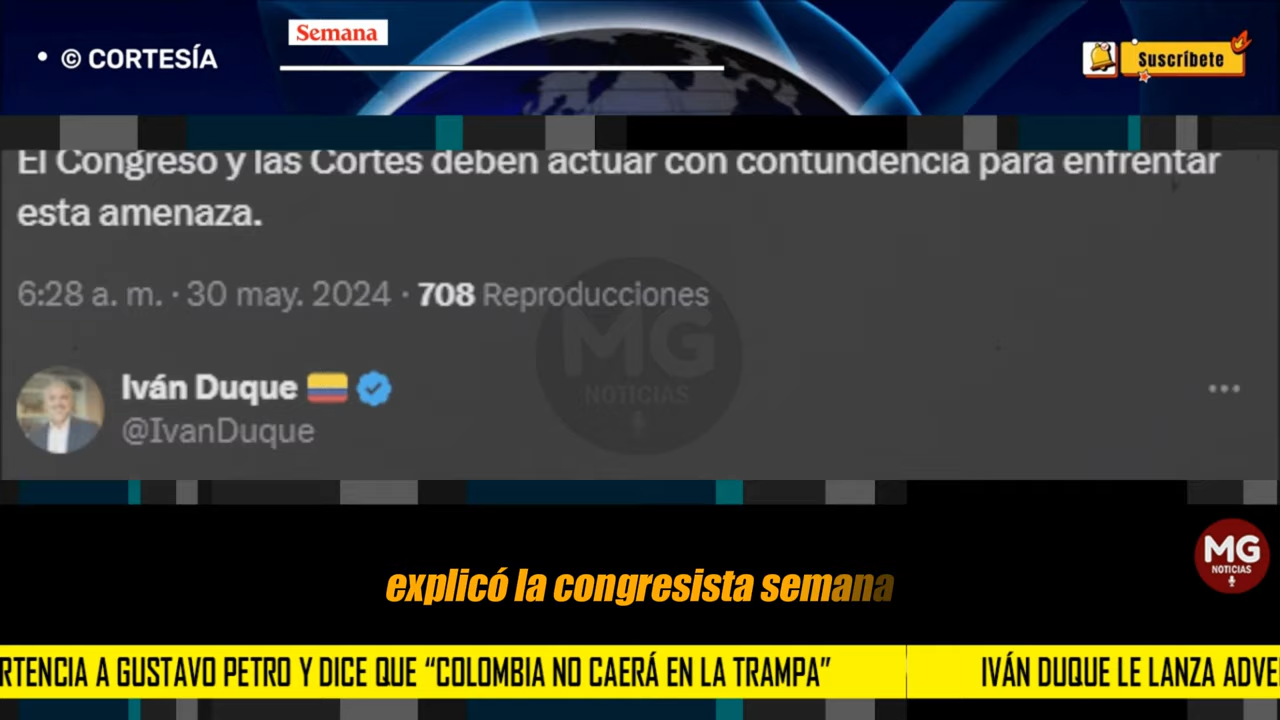 Semana
• © CORTESÍA
Suscríbete
El Congreso y las Cortes deben actuar con contundencia para enfrentar
esta amenaza.
6:28 a. m. · 30 may. 2024 · 708 Reproducciones
MG
NOTICIAS
Iván Duque
@IvanDuque
MG
NOTICIAS
explicó la congresista semana
RTENCIA A GUSTAVO PETRO Y DICE QUE “COLOMBIA NO CAERÁ EN LA TRAMPA” IVÁN DUQUE LE LANZA ADVE